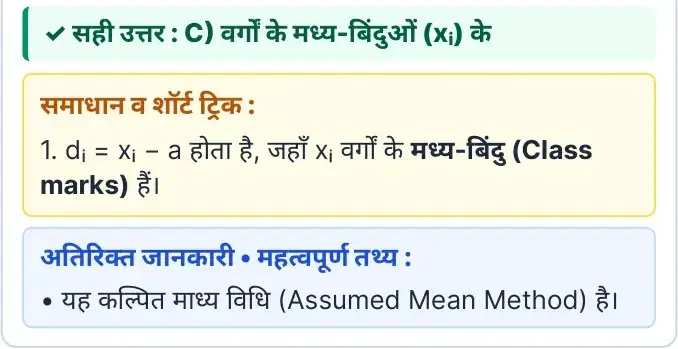 ✓ सही उत्तर : C) वर्गों के मध्य-बिंदुओं (xᵢ) के
समाधान व शॉर्ट ट्रिक :
1. dᵢ = xᵢ − a होता है, जहाँ xᵢ वर्गों के मध्य-बिंदु (Class
marks) हैं।
अतिरिक्त जानकारी • महत्वपूर्ण तथ्य :
• यह कल्पित माध्य विधि (Assumed Mean Method) है।